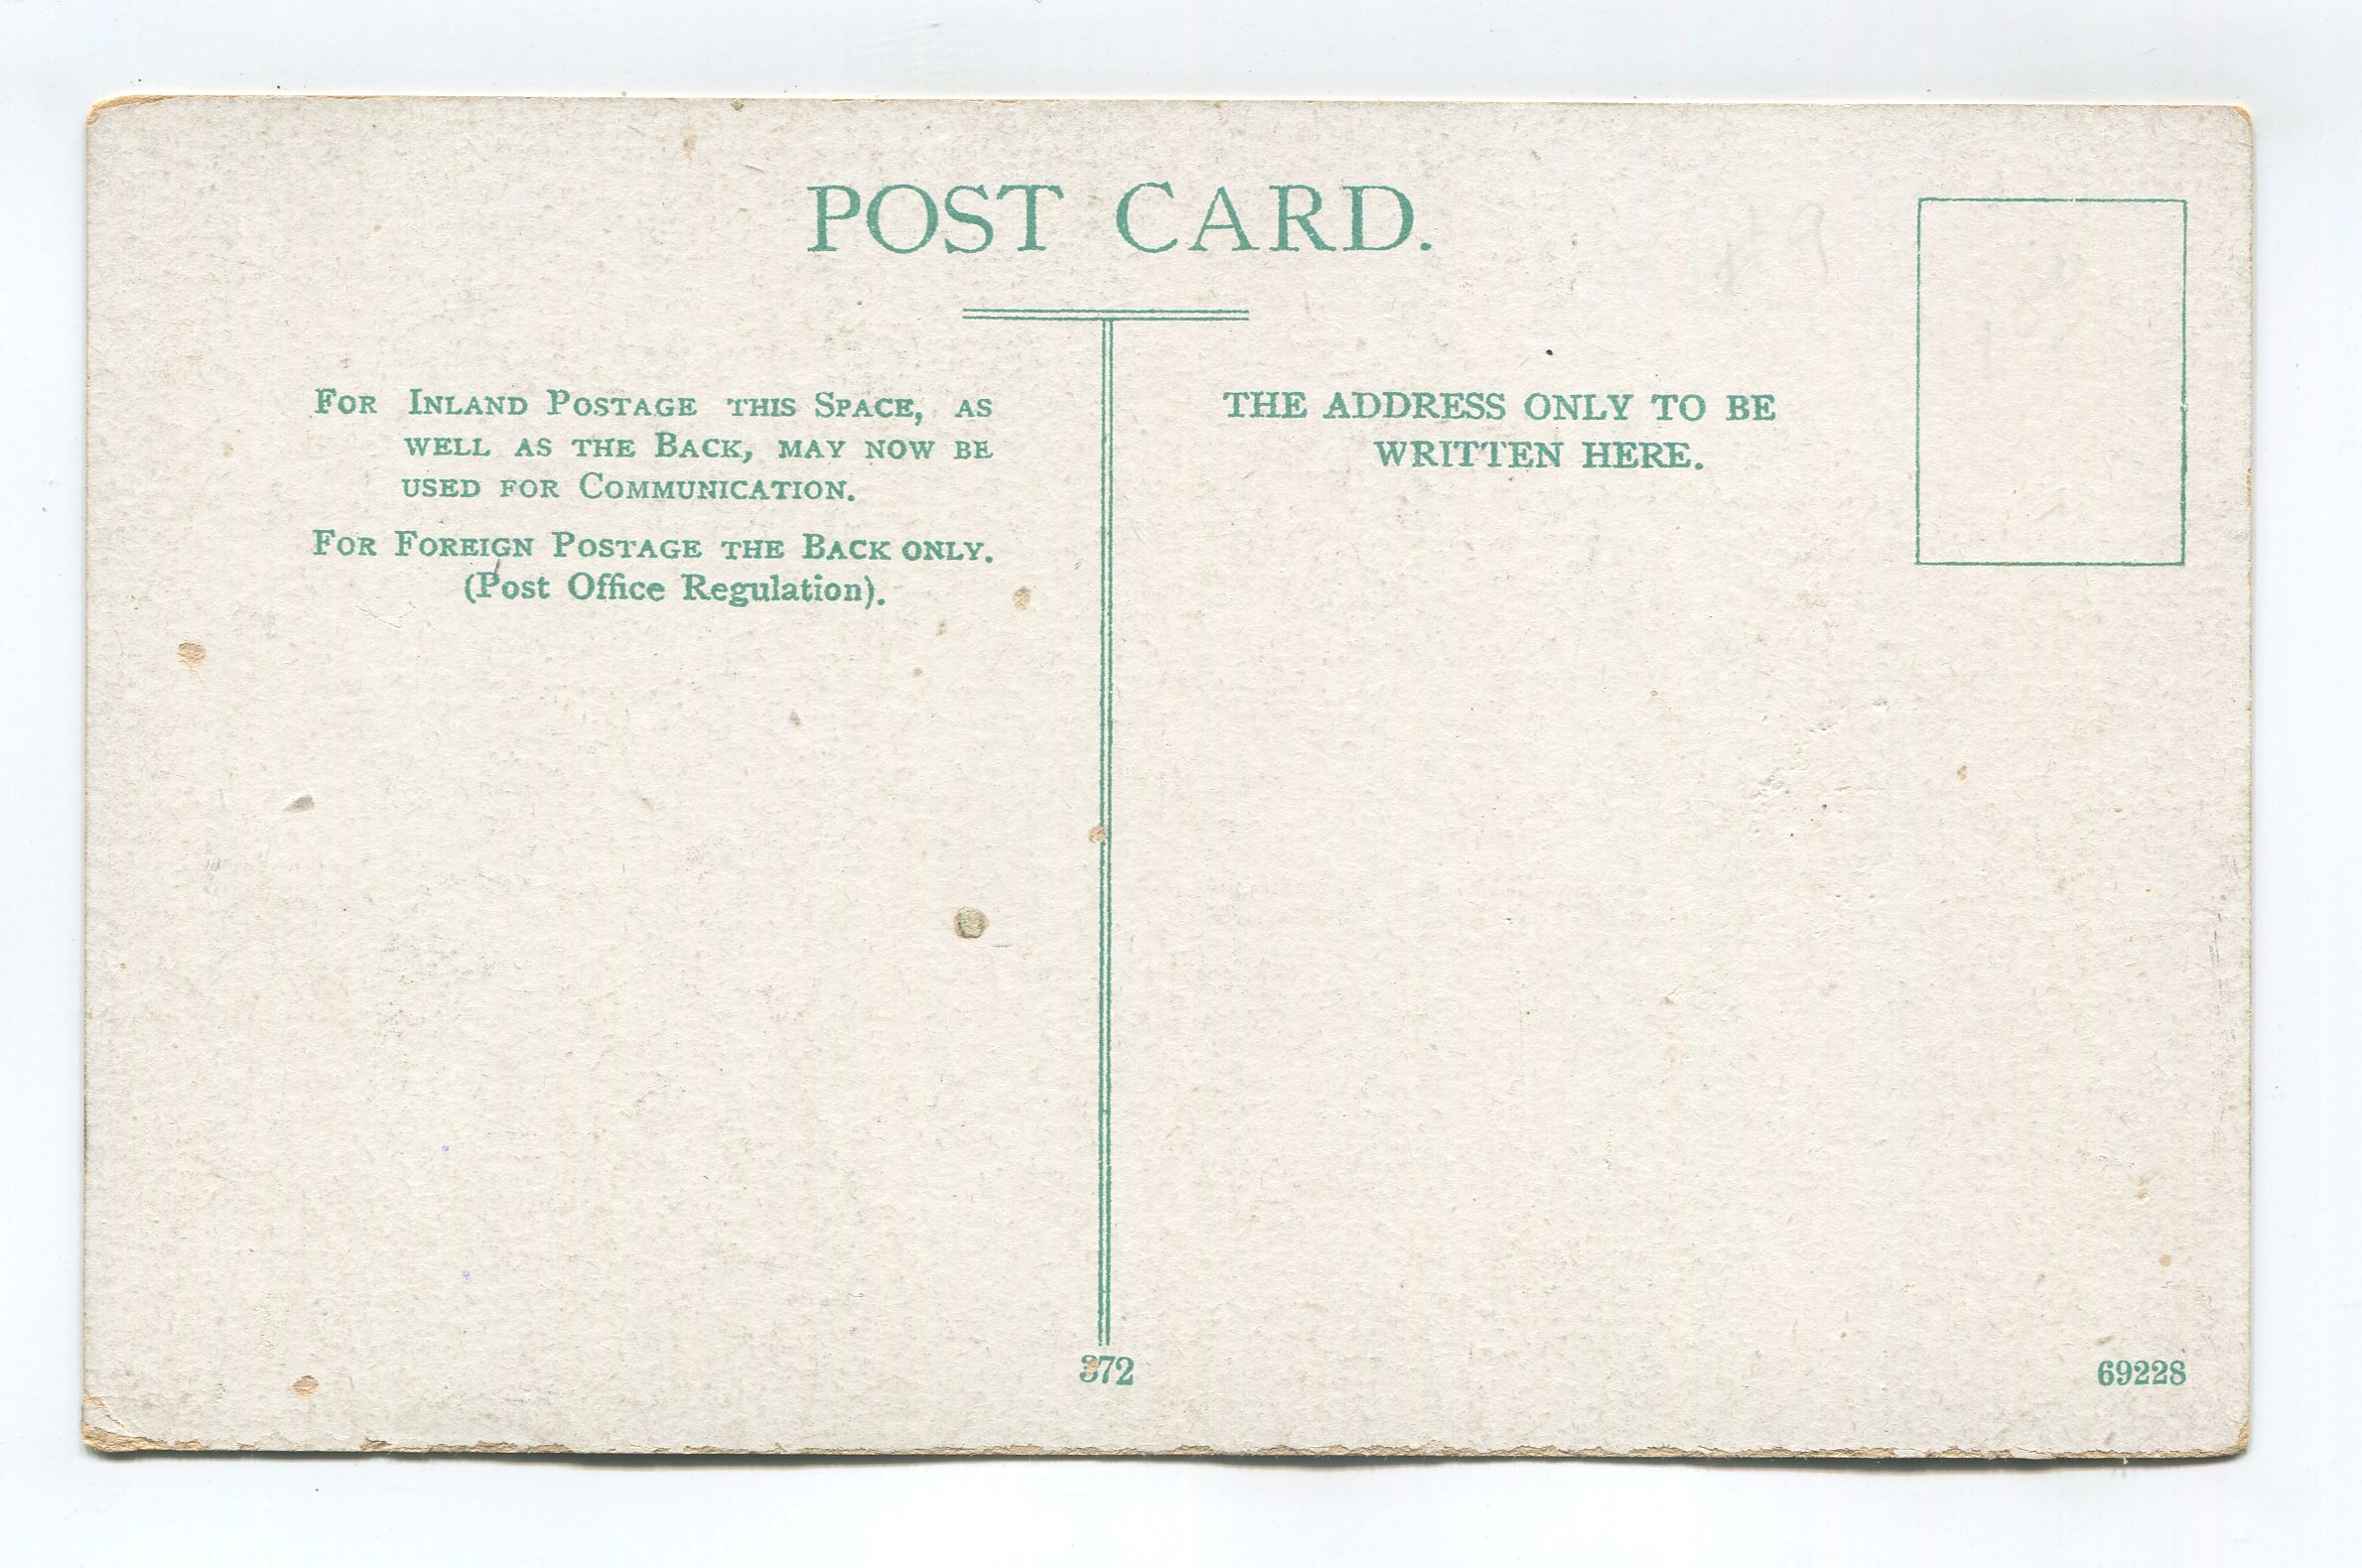 POST CARD.
FOR INLAND POSTAGE THIS SPACE, AS
WELL AS THE BACK, MAY NOW BE
USED FOR COMMUNICATION.
FOR FOREIGN POSTAGE THE BACK ONLY.
(Post Office Regulation).
THE ADDRESS ONLY TO BE
WRITTEN HERE.
372
69228